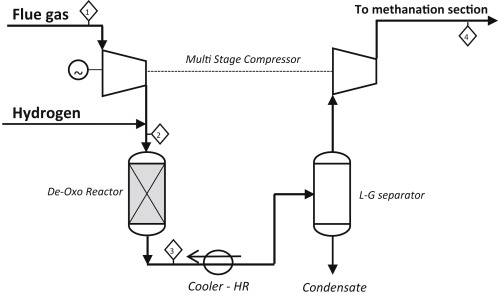 Flue gas
1
To methanation section
4
Multi Stage Compressor
~
Hydrogen
2
De-Oxo Reactor
L-G separator
3
Cooler - HR
Condensate